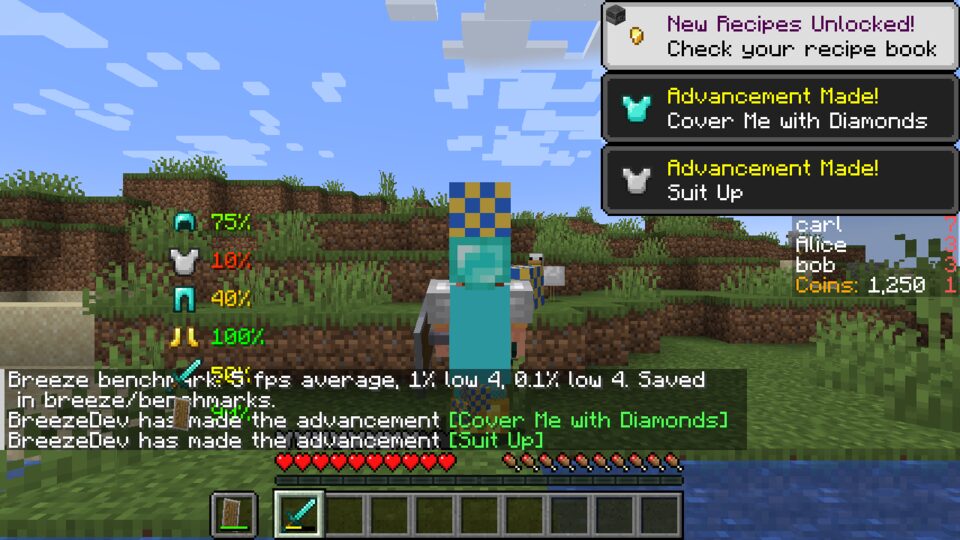 New Recipes Unlocked!
Check your recipe book
Advancement Made!
Cover Me with Diamonds
Advancement Made!
Suit Up
carl 7
Alice 3
bob 3
Coins: 1,250 1
75%
10%
40%
100%
50%
Breeze benchmark: 5 fps average, 1% low 4, 0.1% low 4. Saved
in breeze/benchmarks.
BreezeDev has made the advancement [Cover Me with Diamonds]
BreezeDev has made the advancement [Suit Up]